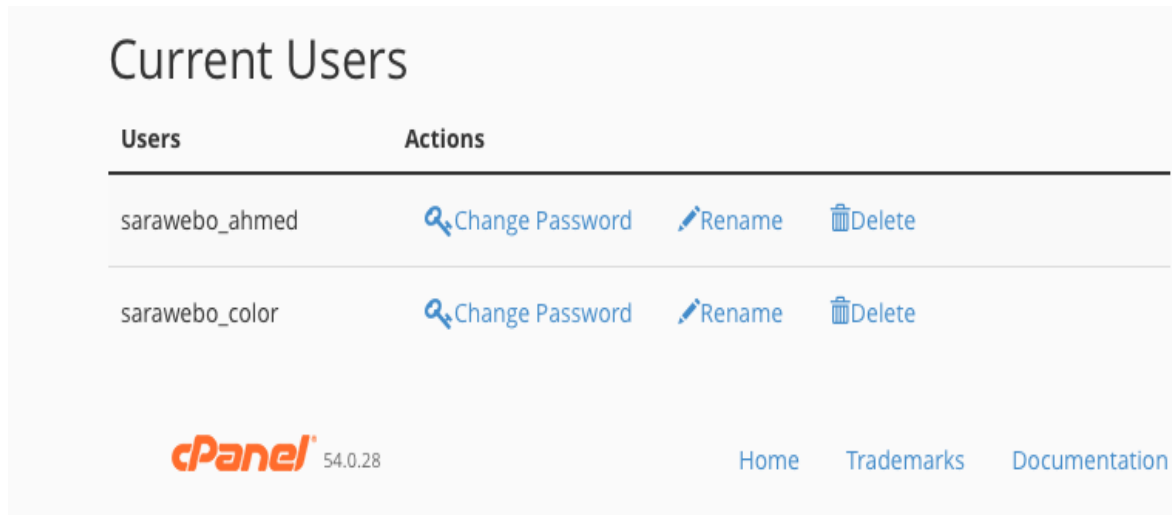 Current Users
Users Actions
sarawebo_ahmed Change Password Rename Delete
sarawebo_color Change Password Rename Delete
cPanel 54.0.28 Home Trademarks Documentation